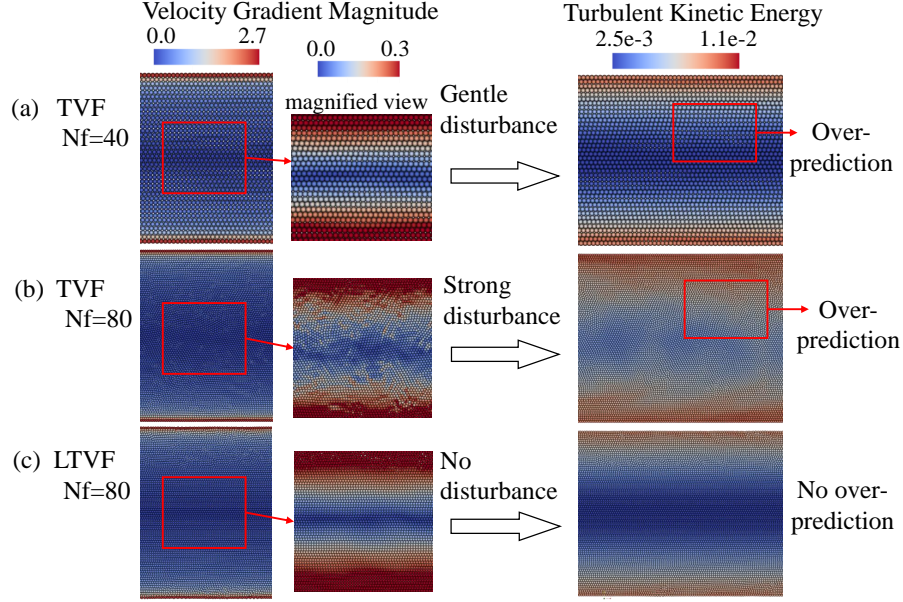 Velocity Gradient Magnitude
Turbulent Kinetic Energy
0.0 2.7
0.0 0.3
2.5e-3 1.1e-2
magnified view
(a) TVF
Nf=40
Gentle
disturbance
Over-
prediction
(b) TVF
Nf=80
Strong
disturbance
Over-
prediction
(c) LTVF
Nf=80
No
disturbance
No over-
prediction